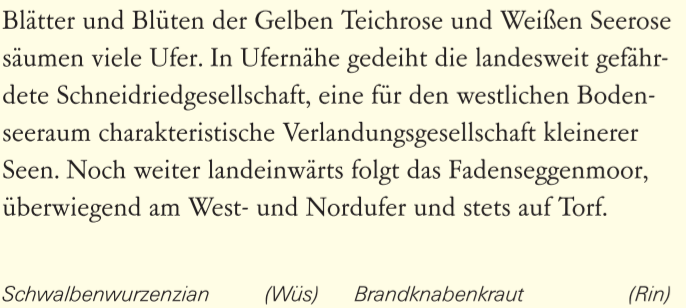 Blätter und Blüten der Gelben Teichrose und Weißen Seerose
säumen viele Ufer. In Ufernähe gedeiht die landesweit gefähr-
dete Schneidriedgesellschaft, eine für den westlichen Boden-
seeraum charakteristische Verlandungsgesellschaft kleinerer
Seen. Noch weiter landeinwärts folgt das Fadenseggenmoor,
überwiegend am West- und Nordufer und stets auf Torf.
Schwalbenwurzenzian (Wüs) Brandknabenkraut (Rin)